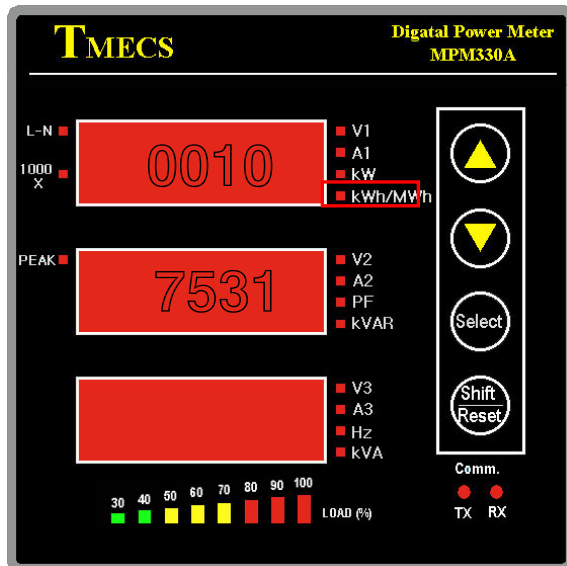 TMECS
Digatal Power Meter
MPM330A
L-N
1000
X
0010
V1
A1
kW
kWh/MWh
PEAK
7531
V2
A2
PF
kVAR
V3
A3
Hz
kVA
Select
Shift
Reset
30 40 50 60 70 80 90 100
LOAD (%)
Comm.
TX RX